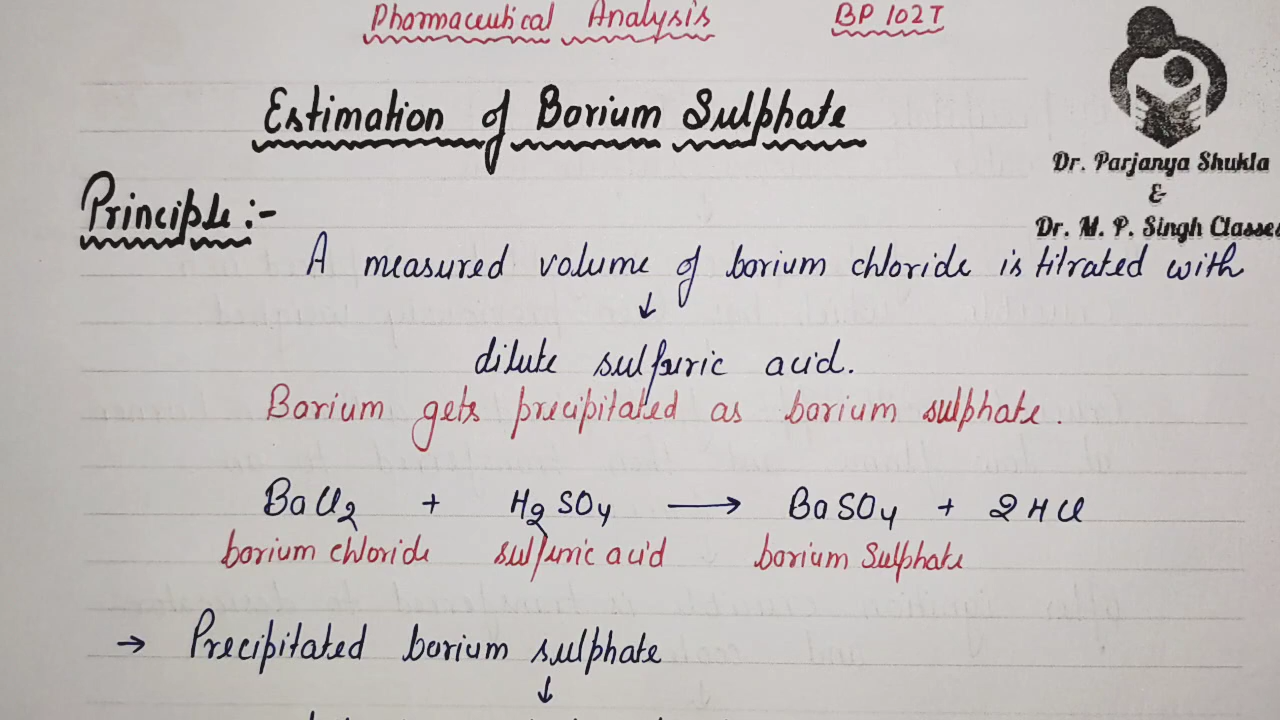 Pharmaceutical Analysis BP 102T
Estimation of Barium Sulphate
Dr. Parjanya Shukla
&
Dr. M. P. Singh Classes
Principle :-
A measured volume of barium chloride is titrated with
↓
dilute sulfuric acid.
Barium gets precipitated as barium sulphate.
BaCl2 + H2SO4 → BaSO4 + 2HCl
barium chloride sulfuric acid barium Sulphate
→ Precipitated barium sulphate
↓